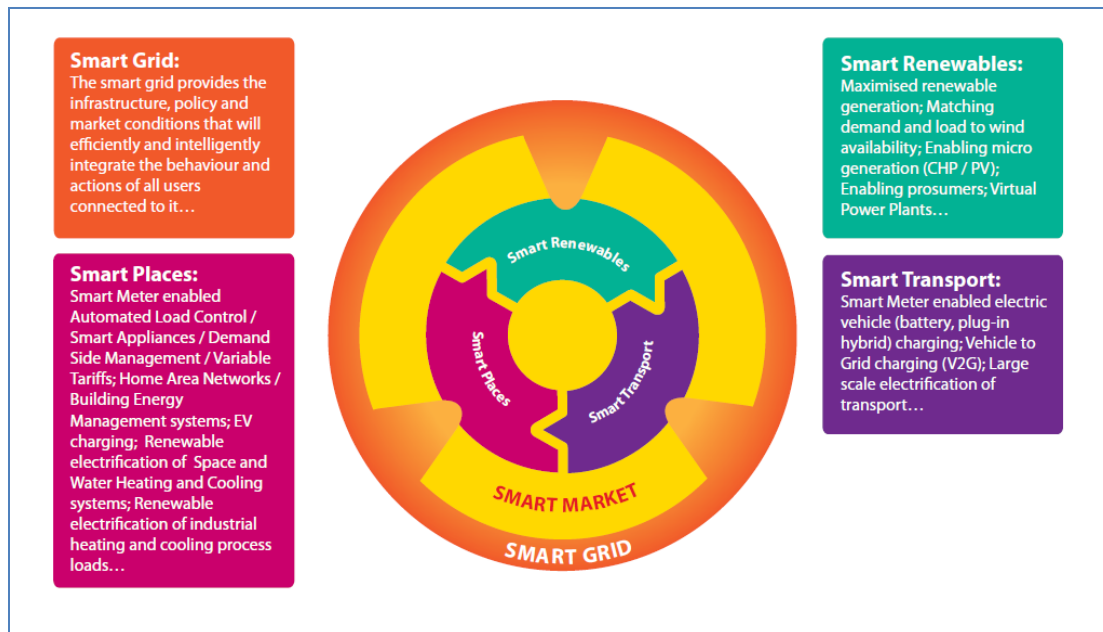 Smart Grid:
The smart grid provides the
infrastructure, policy and
market conditions that will
efficiently and intelligently
integrate the behaviour and
actions of all users
connected to it…
Smart Places:
Smart Meter enabled
Automated Load Control /
Smart Appliances / Demand
Side Management / Variable
Tariffs; Home Area Networks /
Building Energy
Management systems; EV
charging;  Renewable
electrification of  Space and
Water Heating and Cooling
systems; Renewable
electrification of industrial
heating and cooling process
loads…
Smart Renewables
Smart Places
Smart Transport
SMART MARKET
SMART GRID
Smart Renewables:
Maximised renewable
generation; Matching
demand and load to wind
availability; Enabling micro
generation (CHP / PV);
Enabling prosumers; Virtual
Power Plants…
Smart Transport:
Smart Meter enabled electric
vehicle (battery, plug-in
hybrid) charging; Vehicle to
Grid charging (V2G); Large
scale electrification of
transport…